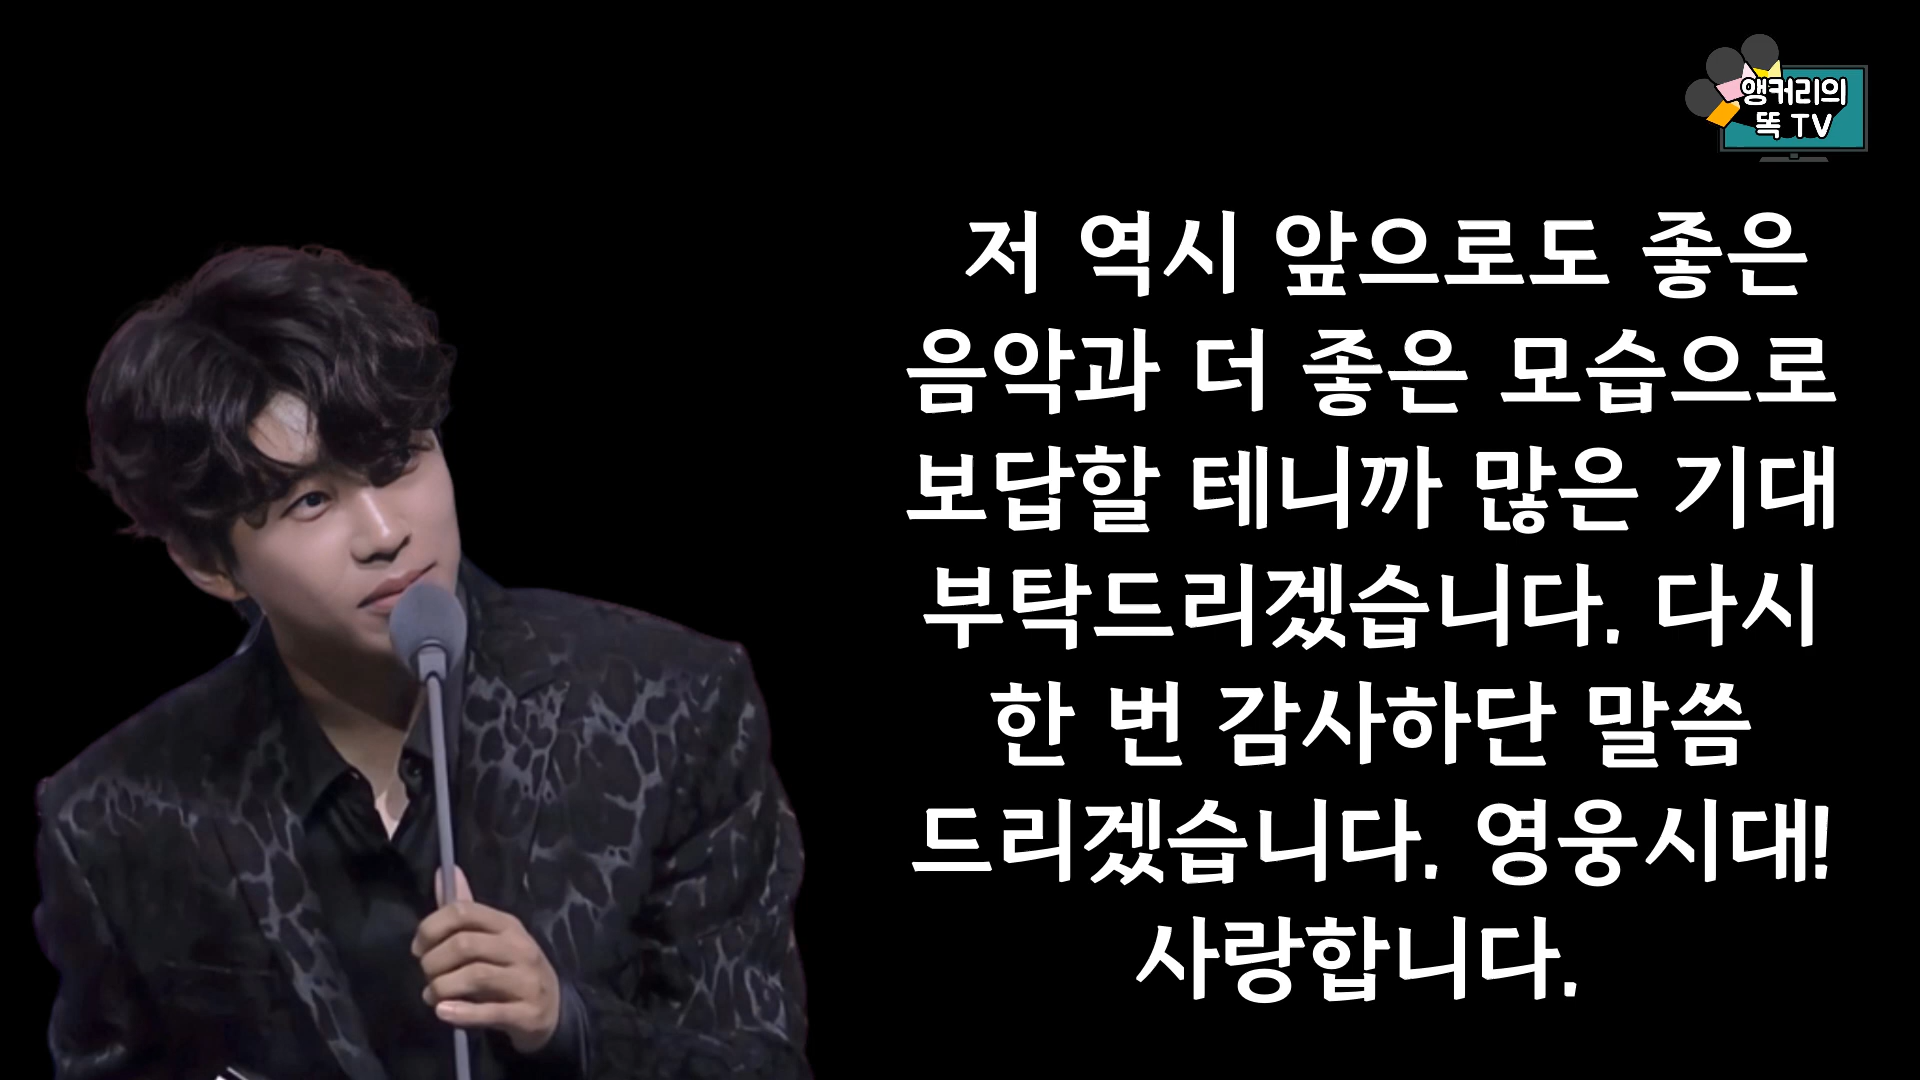 앵커리의
똑 TV
저 역시 앞으로도 좋은
음악과 더 좋은 모습으로
보답할 테니까 많은 기대
부탁드리겠습니다. 다시
한 번 감사하단 말씀
드리겠습니다. 영웅시대!
사랑합니다.